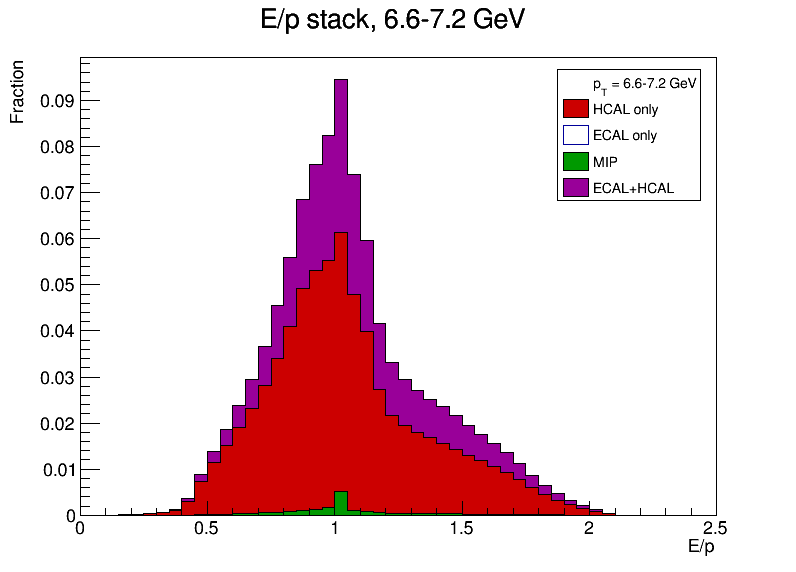 E/p stack, 6.6-7.2 GeV
Fraction
p_T = 6.6-7.2 GeV
HCAL only
ECAL only
MIP
ECAL+HCAL
0.09
0.08
0.07
0.06
0.05
0.04
0.03
0.02
0.01
0
0 0.5 1 1.5 2 2.5
E/p